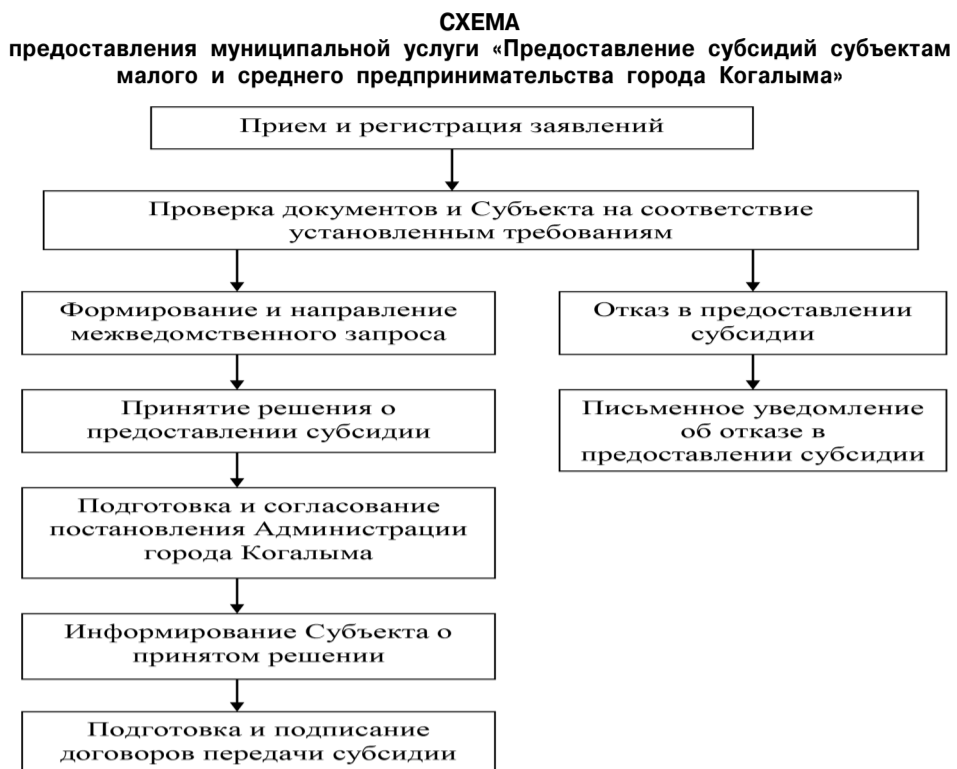 СХЕМА
предоставления муниципальной услуги «Предоставление субсидий субъектам
малого и среднего предпринимательства города Когалыма»
Прием и регистрация заявлений
Проверка документов и Субъекта на соответствие
установленным требованиям
Формирование и направление
межведомственного запроса
Принятие решения о
предоставлении субсидии
Подготовка и согласование
постановления Администрации
города Когалыма
Информирование Субъекта о
принятом решении
Подготовка и подписание
договоров передачи субсидии
Отказ в предоставлении
субсидии
Письменное уведомление
об отказе в
предоставлении субсидии